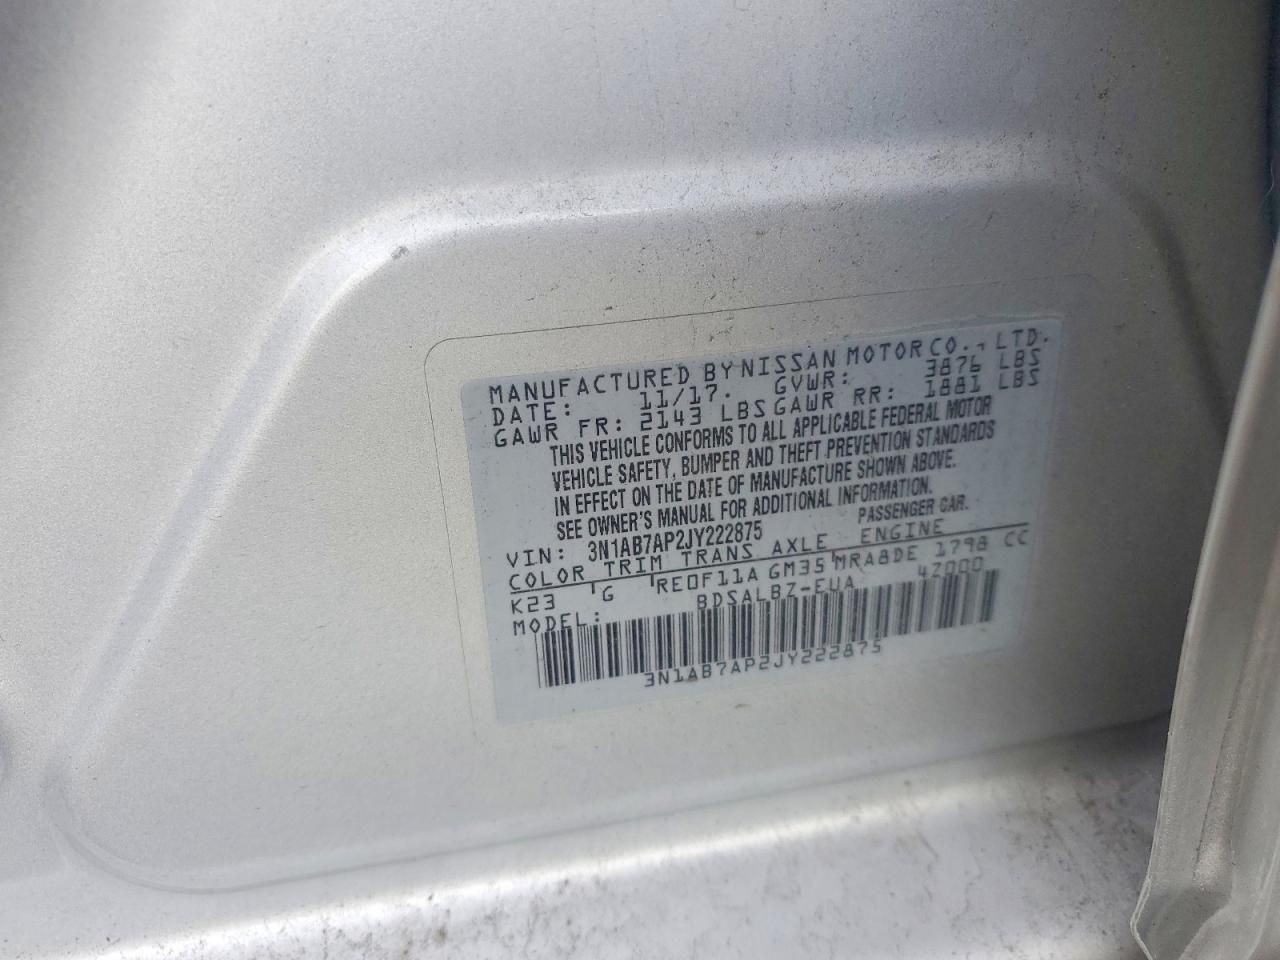 MANUFACTURED BY NISSAN MOTOR CO., LTD.
DATE: 11/17. GVWR: 3876 LBS
GAWR FR: 2143 LBS GAWR RR: 1881 LBS
THIS VEHICLE CONFORMS TO ALL APPLICABLE FEDERAL MOTOR
VEHICLE SAFETY, BUMPER AND THEFT PREVENTION STANDARDS
IN EFFECT ON THE DATE OF MANUFACTURE SHOWN ABOVE.
SEE OWNER'S MANUAL FOR ADDITIONAL INFORMATION.
VIN: 3N1AB7AP2JY222875 PASSENGER CAR.
COLOR TRIM TRANS AXLE ENGINE
K23 G RE0F11A GM35 MRA8DE 1798 CC
MODEL: BDSALBZ-EUA 4Z000
3N1AB7AP2JY222875